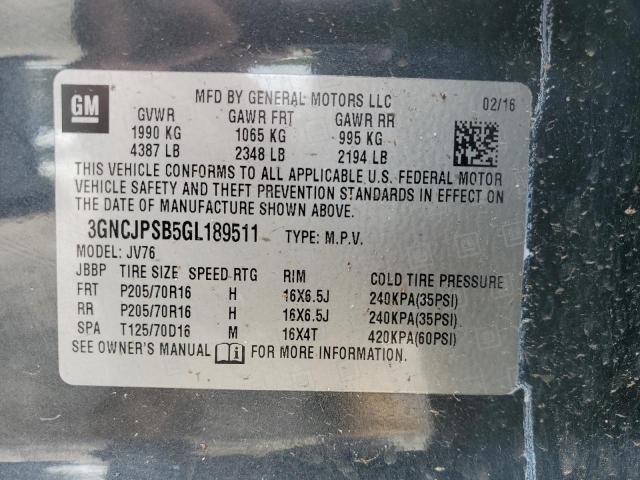 GM
MFD BY GENERAL MOTORS LLC 02/16
GVWR GAWR FRT GAWR RR
1990 KG 1065 KG 995 KG
4387 LB 2348 LB 2194 LB
THIS VEHICLE CONFORMS TO ALL APPLICABLE U.S. FEDERAL MOTOR
VEHICLE SAFETY AND THEFT PREVENTION STANDARDS IN EFFECT ON
THE DATE OF MANUFACTURE SHOWN ABOVE.
3GNCJPSB5GL189511 TYPE: M.P.V.
MODEL: JV76
JBBP TIRE SIZE SPEED RTG RIM COLD TIRE PRESSURE
FRT P205/70R16 H 16X6.5J 240KPA(35PSI)
RR P205/70R16 H 16X6.5J 240KPA(35PSI)
SPA T125/70D16 M 16X4T 420KPA(60PSI)
SEE OWNER'S MANUAL FOR MORE INFORMATION.